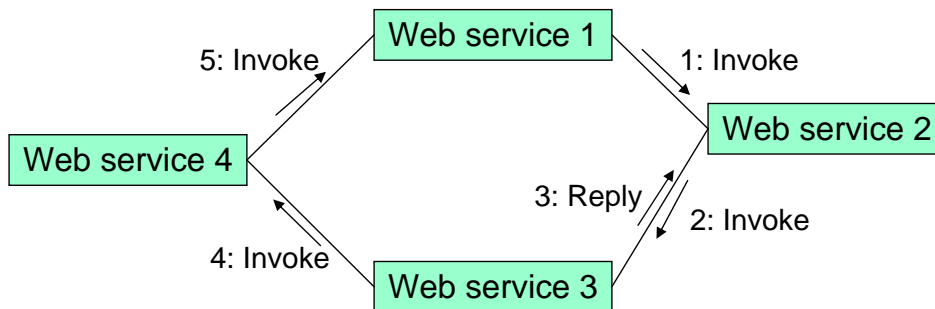 Web service 1
5: Invoke
1: Invoke
Web service 2
Web service 4
3: Reply
2: Invoke
4: Invoke
Web service 3